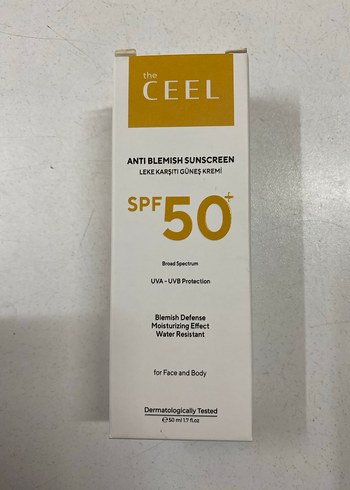 the
CEEL
ANTI BLEMISH SUNSCREEN
LEKE KARŞITI GÜNEŞ KREMİ
SPF 50+
Broad Spectrum
UVA - UVB Protection
Blemish Defense
Moisturizing Effect
Water Resistant
for Face and Body
Dermatologically Tested
℮ 50 ml 1.7 fl.oz